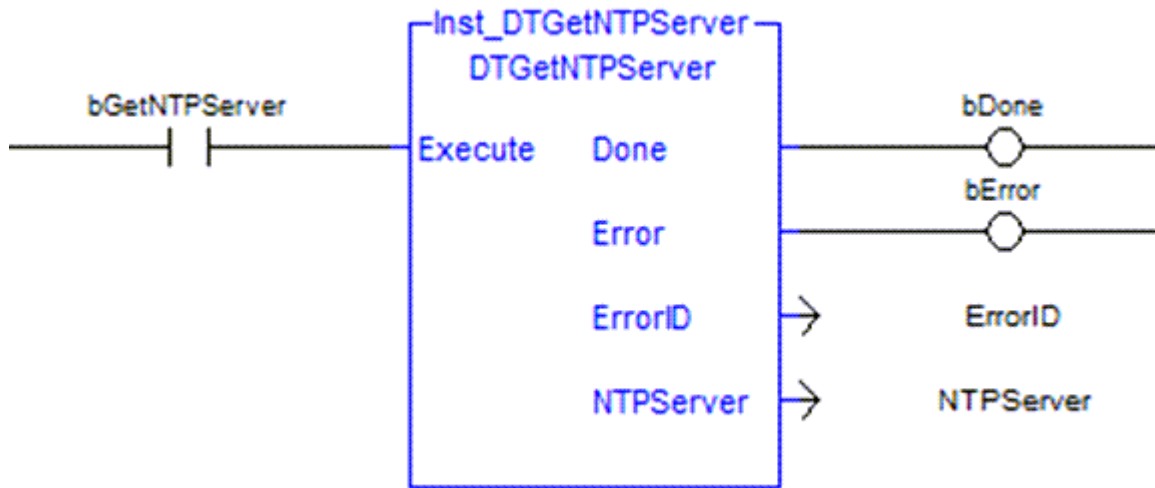 Inst_DTGetNTPServer
DTGetNTPServer
bGetNTPServer
bDone
Execute Done
bError
Error
ErrorID ErrorID
NTPServer NTPServer